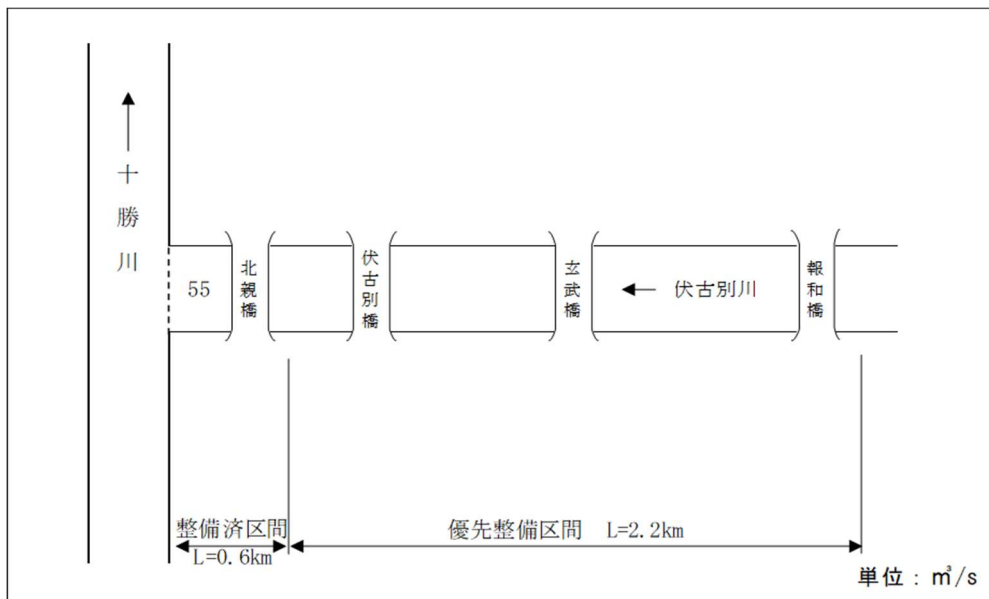 十勝川
55
北親橋
伏古別橋
玄武橋
伏古別川
報和橋
整備済区間
L=0.6km
優先整備区間 L=2.2km
単位：㎥/s